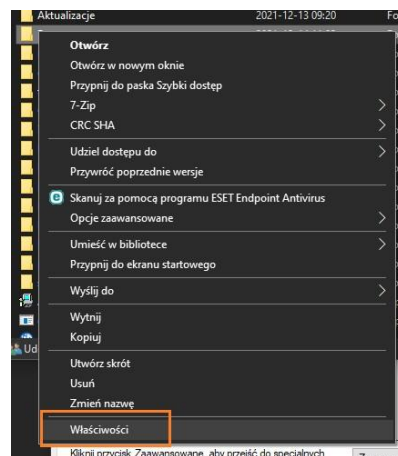 Aktualizacje 2021-12-13 09:20 Fo
Otwórz
Otwórz w nowym oknie
Przypnij do paska Szybki dostęp
7-Zip
CRC SHA
Udziel dostępu do
Przywróć poprzednie wersje
Skanuj za pomocą programu ESET Endpoint Antivirus
Opcje zaawansowane
Umieść w bibliotece
Przypnij do ekranu startowego
Wyślij do
Wytnij
Kopiuj
Ud
Utwórz skrót
Usuń
Zmień nazwę
Właściwości
Kliknij przycisk Zaawansowane, aby przejść do specjalnych